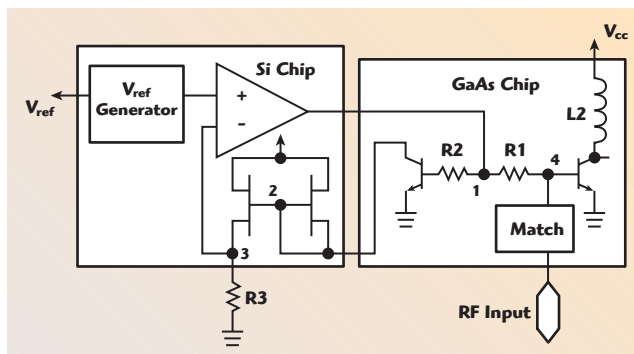 Vcc
Si Chip
GaAs Chip
Vref
Generator
+
-
Vref
L2
R2
R1
4
1
2
3
Match
R3
RF Input